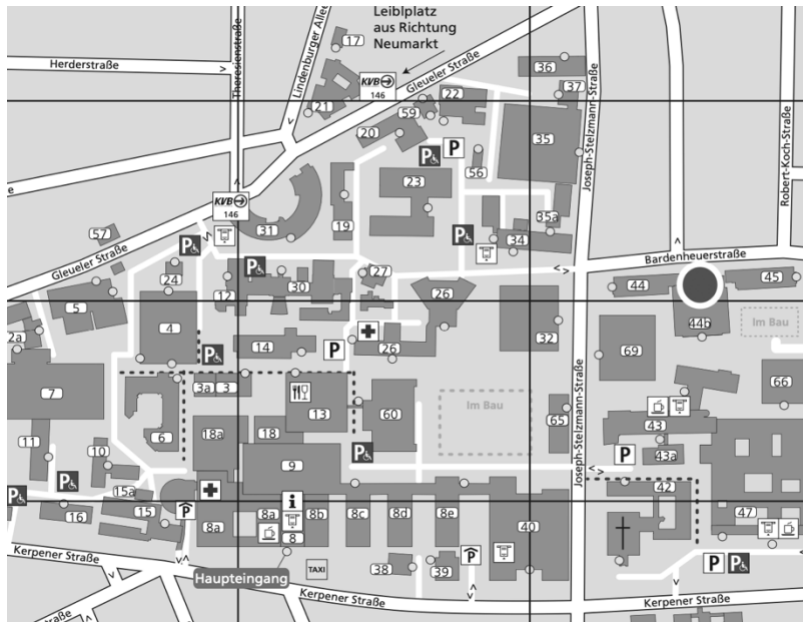 Leiblplatz
aus Richtung
Neumarkt
17
Lindenburger Allee
Herderstraße
Theresienstraße
KVB
146
Gleueler Straße
36
37
21
22
59
20
P
35
Joseph-Stelzmann-Straße
Robert-Koch-Straße
56
23
P
KVB
146
31
19
35a
57
Gleueler Straße
P
P
34
Bardenheuerstraße
24
12
P
27
30
26
44
45
5
4
44b
Im Bau
2a
14
P
26
32
69
P
7
3a
3
13
66
60
Im Bau
6
18a
18
65
43
11
10
9
P
P
43a
P
15a
42
P
16
15
P
8a
8a
i
8b
8c
8d
8e
40
47
8
Joseph-Stelzmann-Straße
Kerpener Straße
Haupteingang
TAXI
38
39
P
P
P
Kerpener Straße
Kerpener Straße